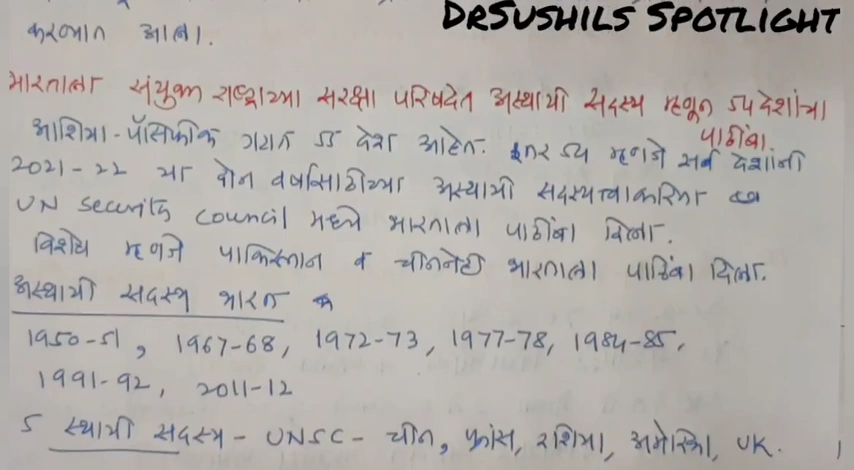 DRSUSHILS SPOTLIGHT
करण्यात आला.
भारताला संयुक्त राष्ट्राच्या सुरक्षा परिषदेत अस्थायी सदस्य म्हणून ५५ देशांचा
पाठींबा.
आशिया-पॅसिफीक गटात ५५ देश आहेत. इतर ५४ म्हणजे सर्व देशांनी
2021-22 या दोन वर्षासाठीच्या अस्थायी सदस्यत्वाकरिता
UN Security Council मध्ये भारताला पाठींबा दिला.
विशेष म्हणजे पाकिस्तान व चीननेही भारताला पाठिंबा दिला.
अस्थायी सदस्य भारत
1950-51, 1967-68, 1972-73, 1977-78, 1984-85,
1991-92, 2011-12
5 स्थायी सदस्य - UNSC - चीन, फ्रांस, रशिया, अमेरिका, UK.